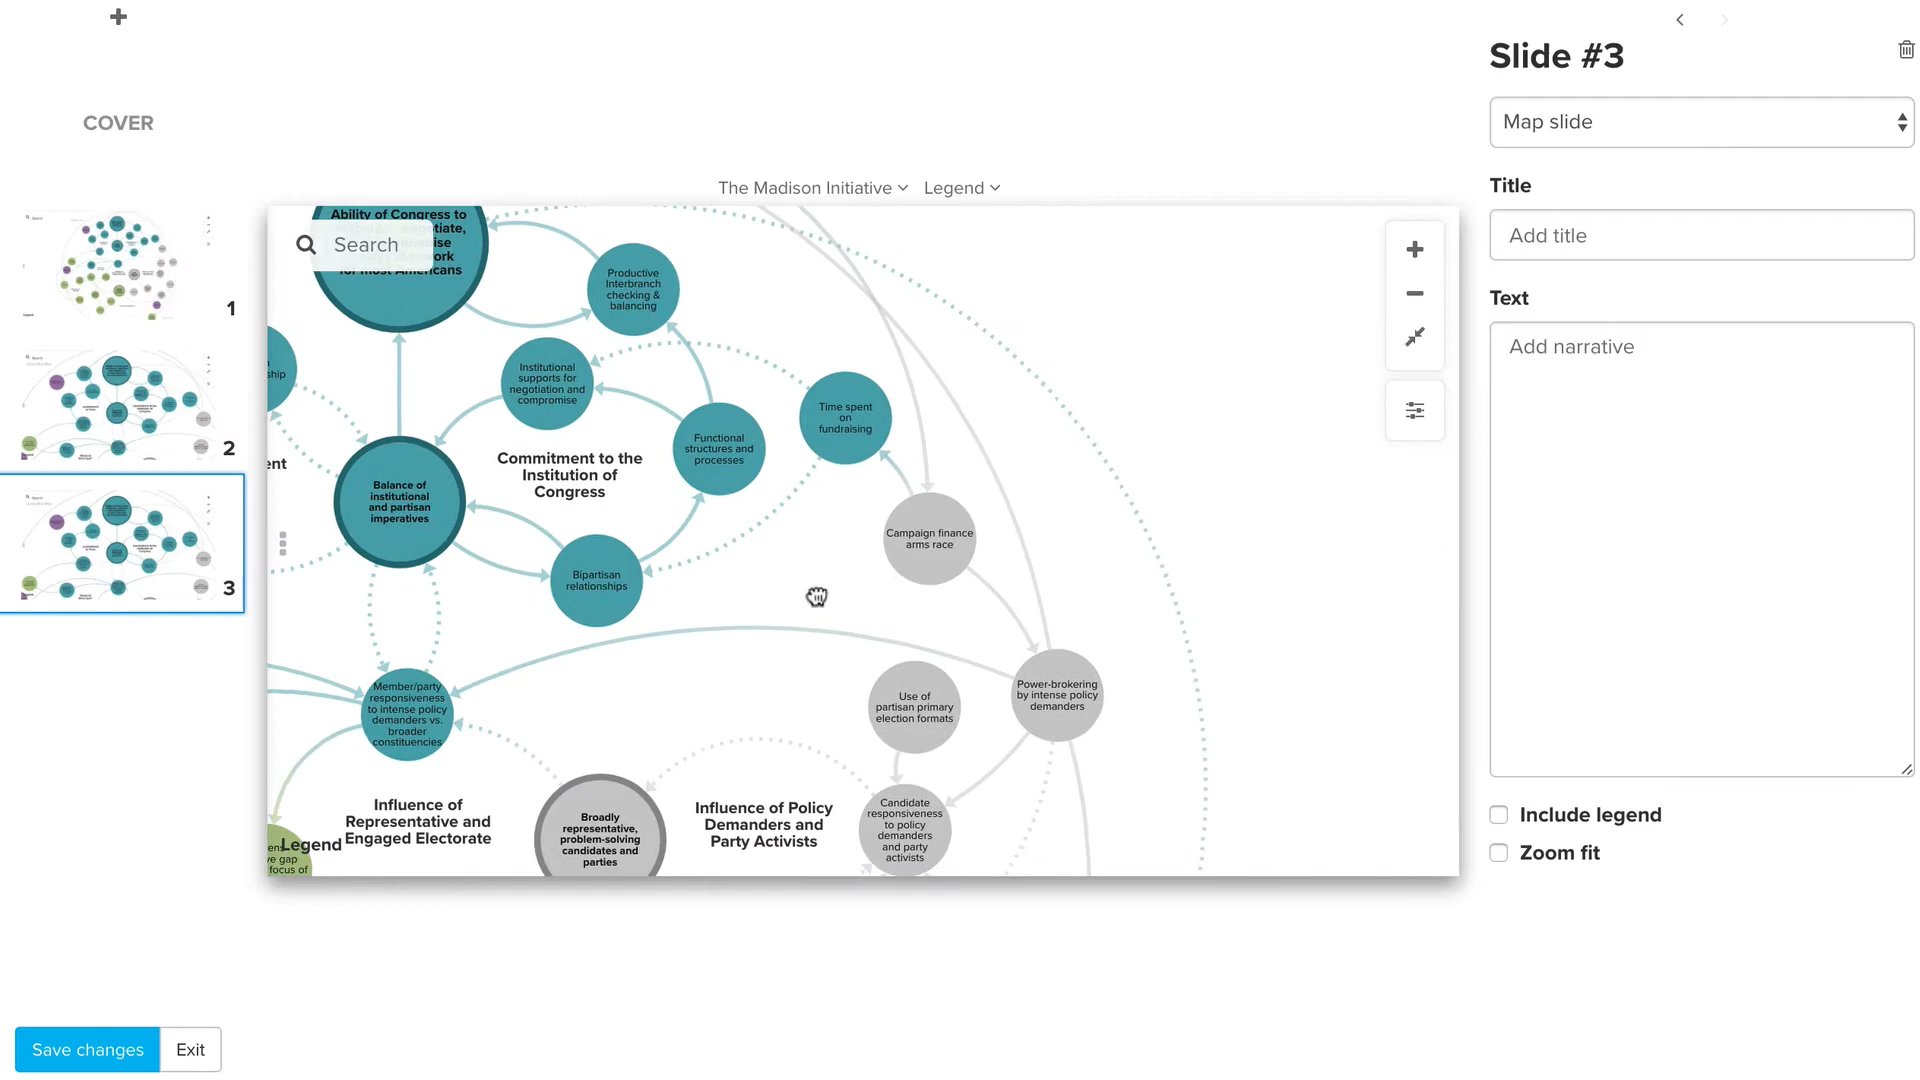 COVER
1
2
3
Save changes
Exit
The Madison Initiative
Legend
Search
Ability of Congress to
for most Americans
Productive
Interbranch
checking &
balancing
Institutional
supports for
negotiation and
compromise
Functional
structures and
processes
Time spent
on
fundraising
Commitment to the
Institution of
Congress
Balance of
institutional
and partisan
imperatives
Bipartisan
relationships
Campaign finance
arms race
Member/party
responsiveness
to intense policy
demanders vs.
broader
constituencies
Use of
partisan primary
election formats
Power-brokering
by intense policy
demanders
Influence of
Representative and
Engaged Electorate
Broadly
representative,
problem-solving
candidates and
parties
Influence of Policy
Demanders and
Party Activists
Candidate
responsiveness
to policy
demanders
and party
activists
Legend
gap
focus of
Slide #3
Map slide
Title
Add title
Text
Add narrative
Include legend
Zoom fit